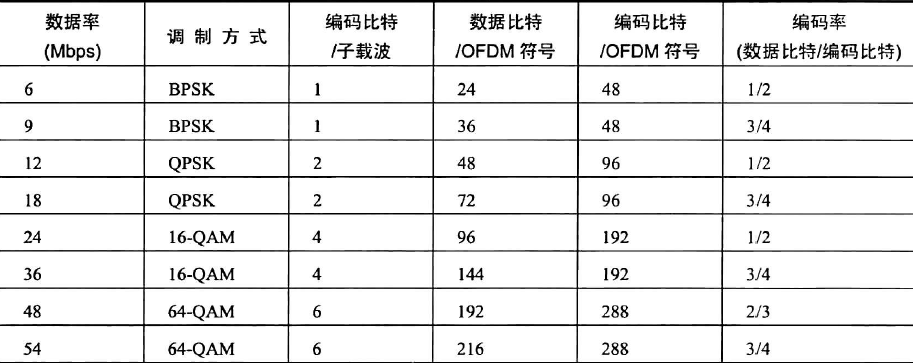 数据率 (Mbps) 调制方式 编码比特/子载波 数据比特/OFDM 符号 编码比特/OFDM 符号 编码率 (数据比特/编码比特)
6 BPSK 1 24 48 1/2
9 BPSK 1 36 48 3/4
12 QPSK 2 48 96 1/2
18 QPSK 2 72 96 3/4
24 16-QAM 4 96 192 1/2
36 16-QAM 4 144 192 3/4
48 64-QAM 6 192 288 2/3
54 64-QAM 6 216 288 3/4